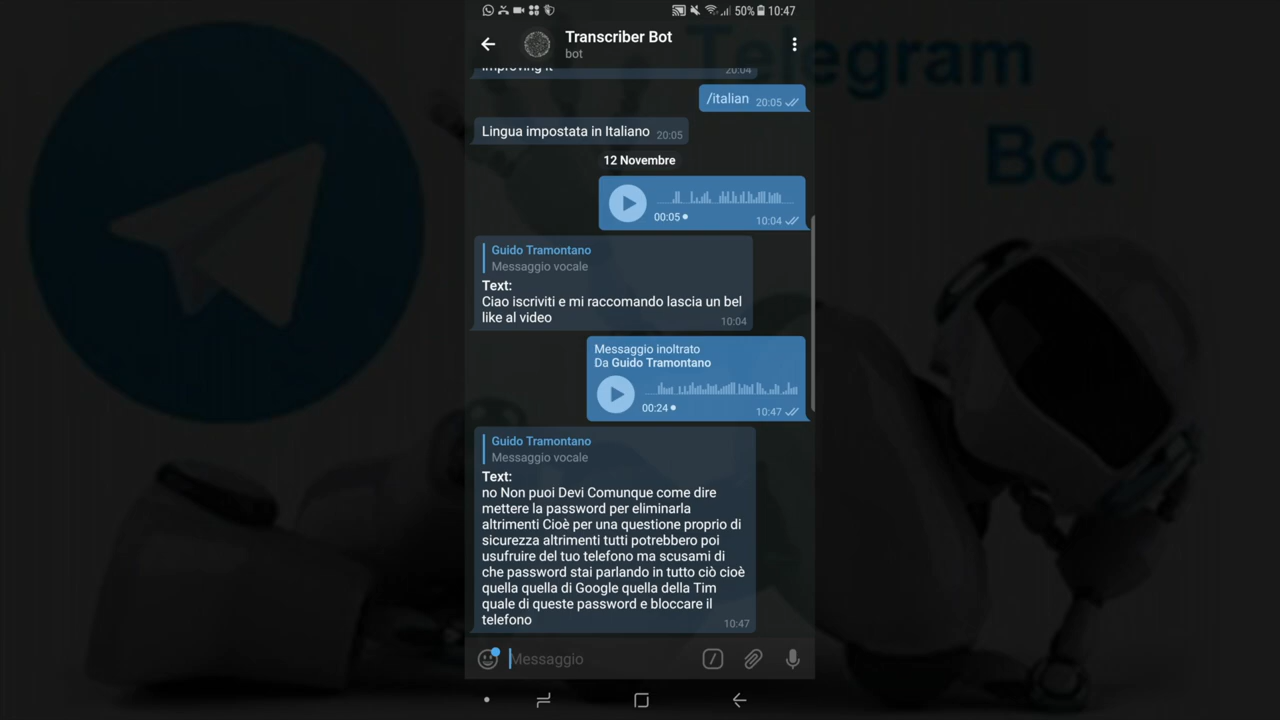 50% 10:47
Transcriber Bot
bot
Telegram
Bot
improving it 20:04
/italian 20:05
Lingua impostata in Italiano 20:05
12 Novembre
00:05 10:04
Guido Tramontano
Messaggio vocale
Text:
Ciao iscriviti e mi raccomando lascia un bel
like al video
10:04
Messaggio inoltrato
Da Guido Tramontano
00:24 10:47
Guido Tramontano
Messaggio vocale
Text:
no Non puoi Devi Comunque come dire
mettere la password per eliminarla
altrimenti Cioè per una questione proprio di
sicurezza altrimenti tutti potrebbero poi
usufruire del tuo telefono ma scusami di
che password stai parlando in tutto ciò cioè
quella quella di Google quella della Tim
quale di queste password e bloccare il
telefono
10:47
Messaggio